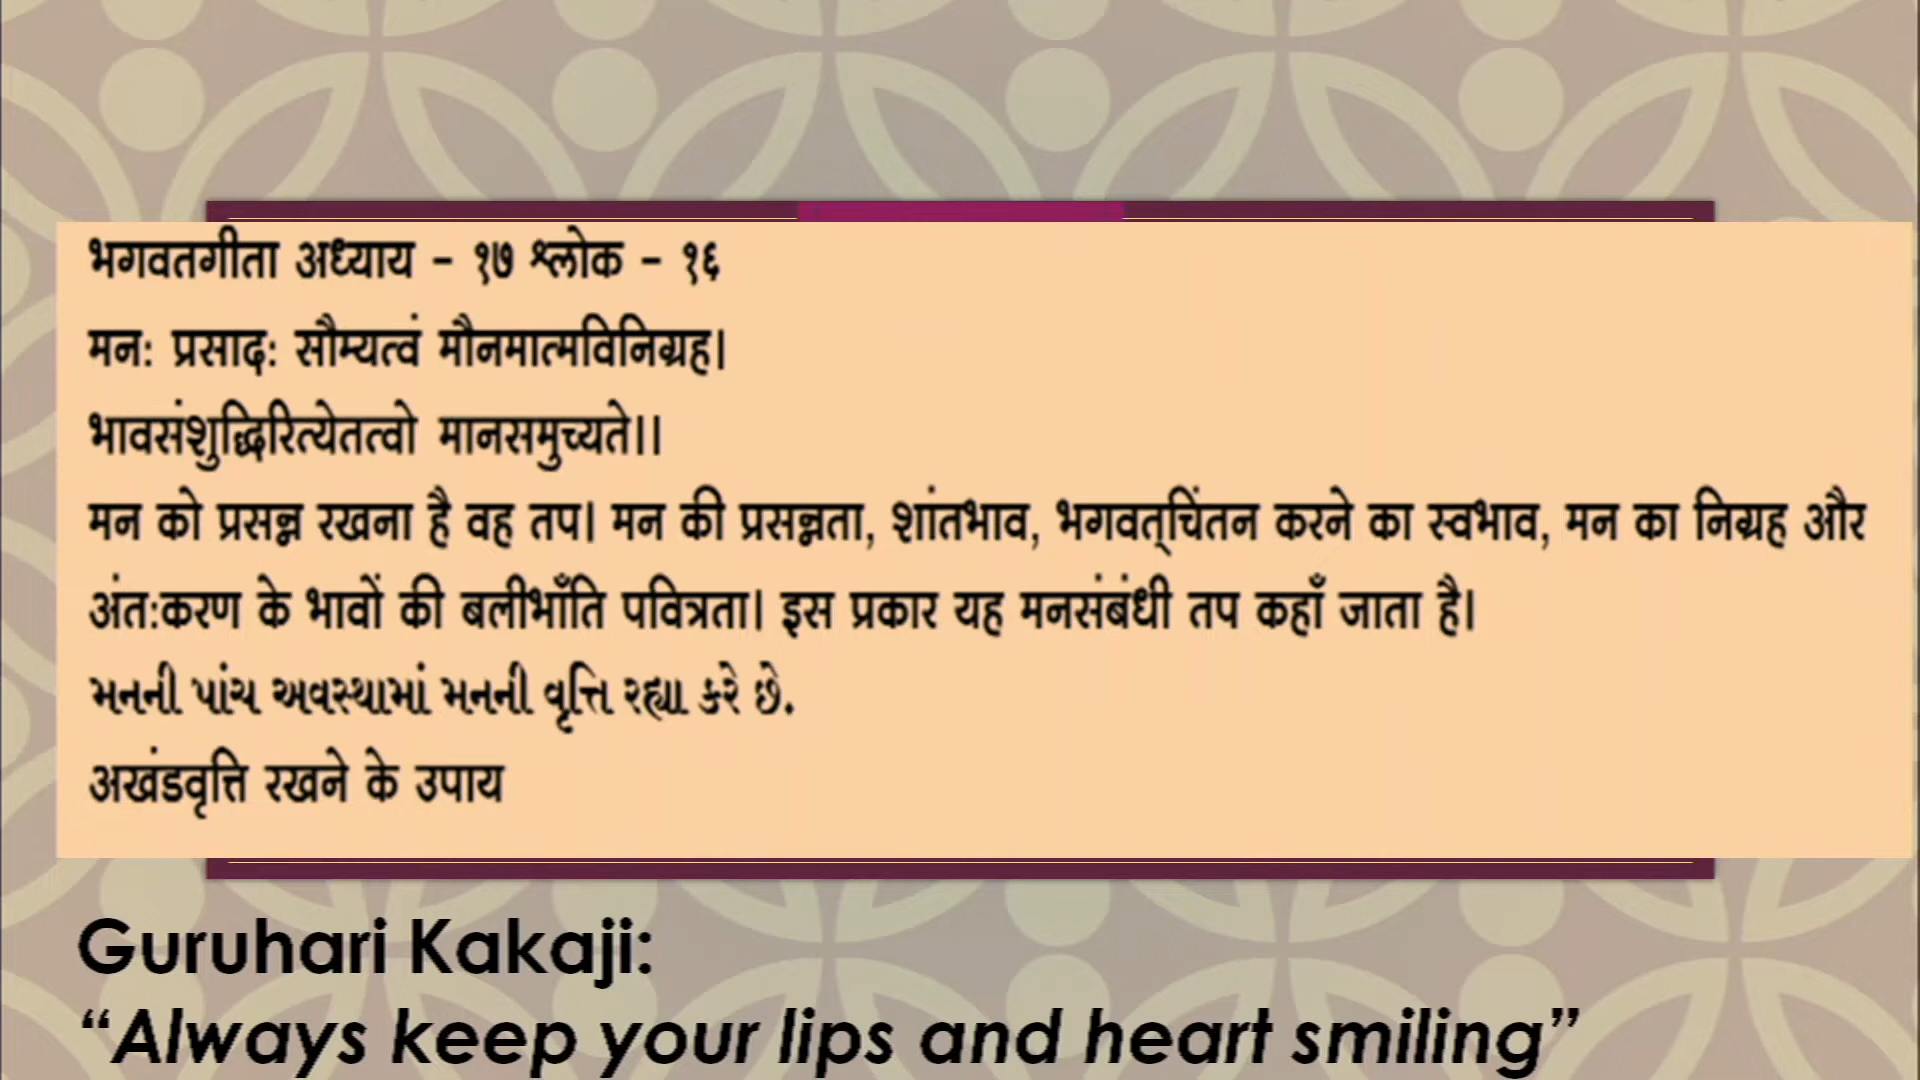 भगवतगीता अध्याय - १७ श्लोक - १६
मन: प्रसाद: सौम्यत्वं मौनमात्मविनिग्रह।
भावसंशुद्धिरित्येतत्वो मानसमुच्यते।।
मन को प्रसन्न रखना है वह तप। मन की प्रसन्नता, शांतभाव, भगवत्‌चिंतन करने का स्वभाव, मन का निग्रह और
अंत:करण के भावों की बलीभाँति पवित्रता। इस प्रकार यह मनसंबंधी तप कहाँ जाता है।
મનની પાંચ અવસ્થામાં મનની વૃત્તિ રહ્યા કરે છે.
अखंडवृत्ति रखने के उपाय
Guruhari Kakaji:
“Always keep your lips and heart smiling”